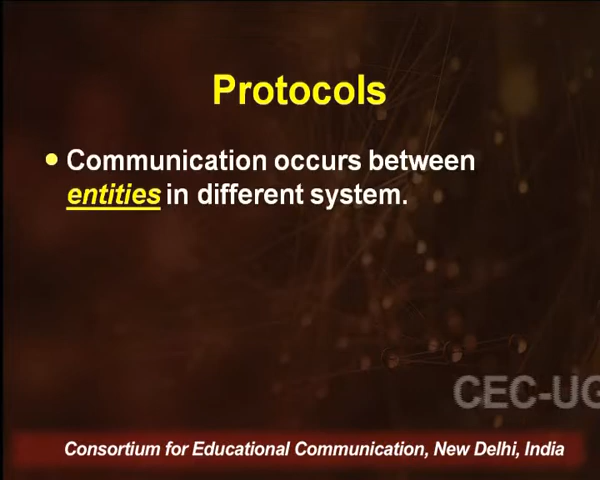 Protocols
Communication occurs between
entities in different system.
CEC-UG
Consortium for Educational Communication, New Delhi, India